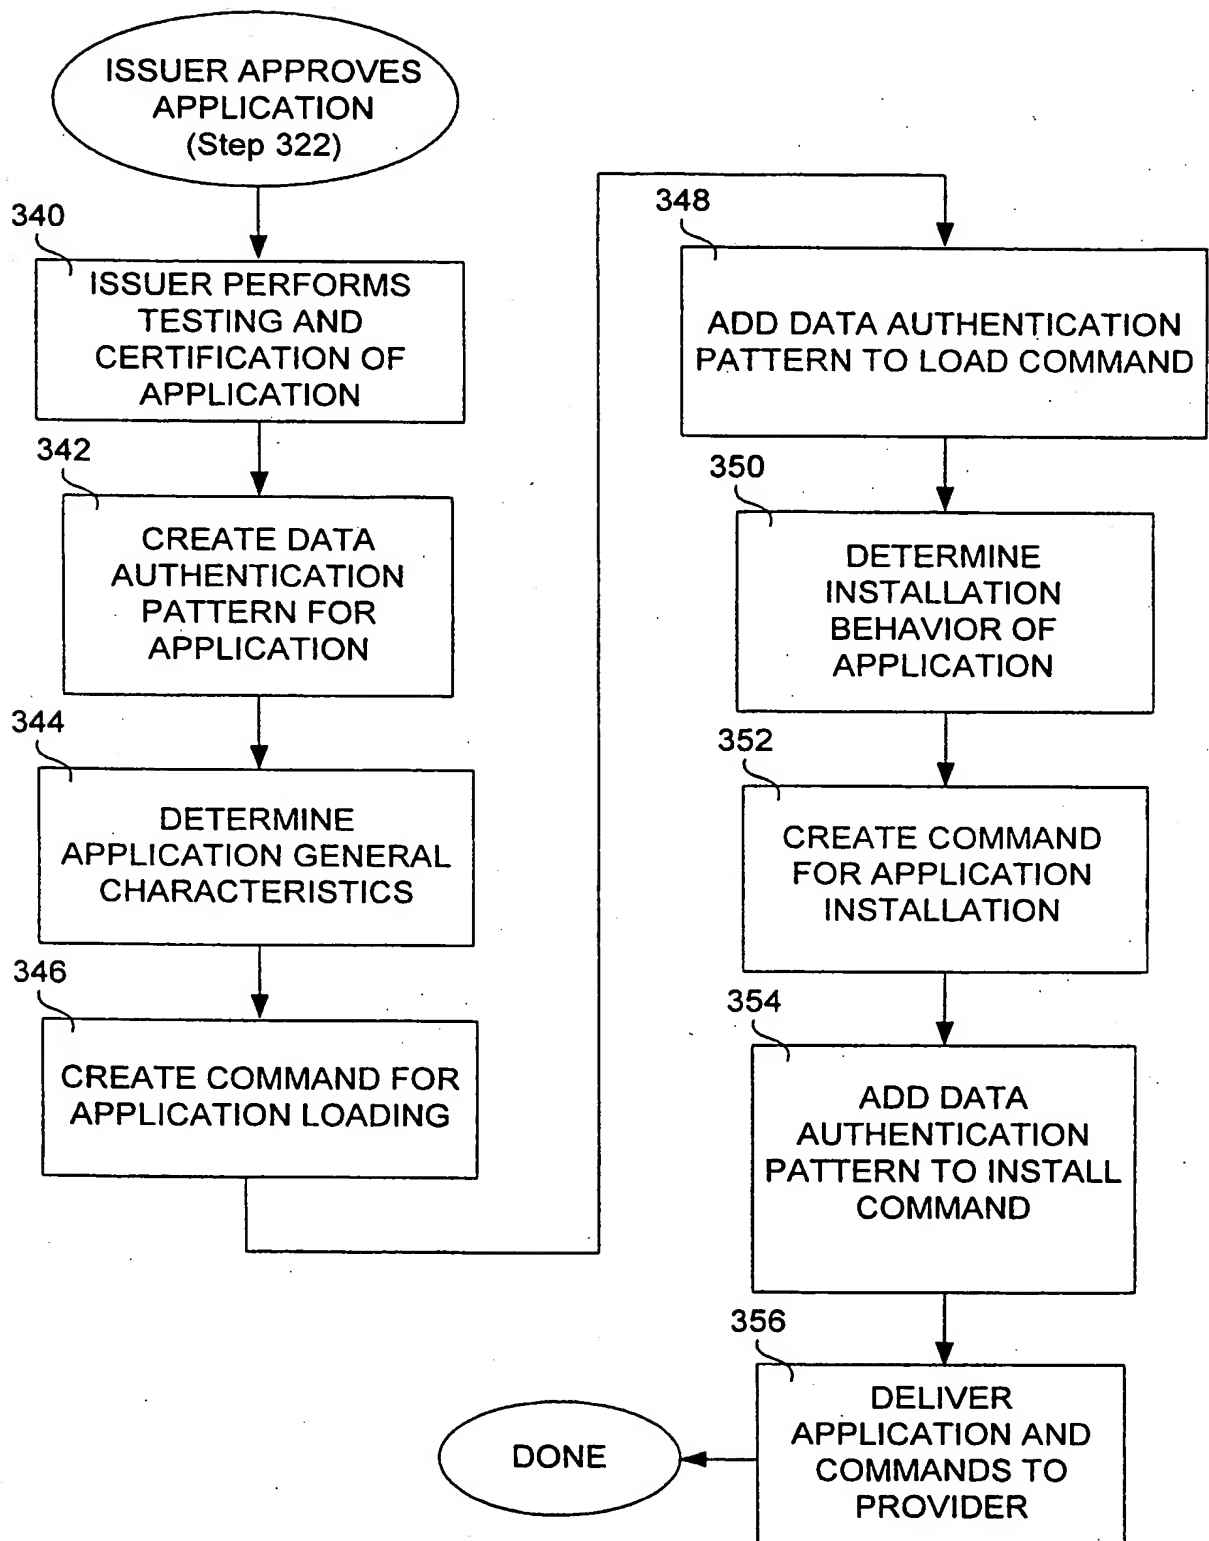 ISSUER APPROVES
APPLICATION
(Step 322)
340
ISSUER PERFORMS
TESTING AND
CERTIFICATION OF
APPLICATION
342
CREATE DATA
AUTHENTICATION
PATTERN FOR
APPLICATION
344
DETERMINE
APPLICATION GENERAL
CHARACTERISTICS
346
CREATE COMMAND FOR
APPLICATION LOADING
348
ADD DATA AUTHENTICATION
PATTERN TO LOAD COMMAND
350
DETERMINE
INSTALLATION
BEHAVIOR OF
APPLICATION
352
CREATE COMMAND
FOR APPLICATION
INSTALLATION
354
ADD DATA
AUTHENTICATION
PATTERN TO INSTALL
COMMAND
356
DELIVER
APPLICATION AND
COMMANDS TO
PROVIDER
DONE